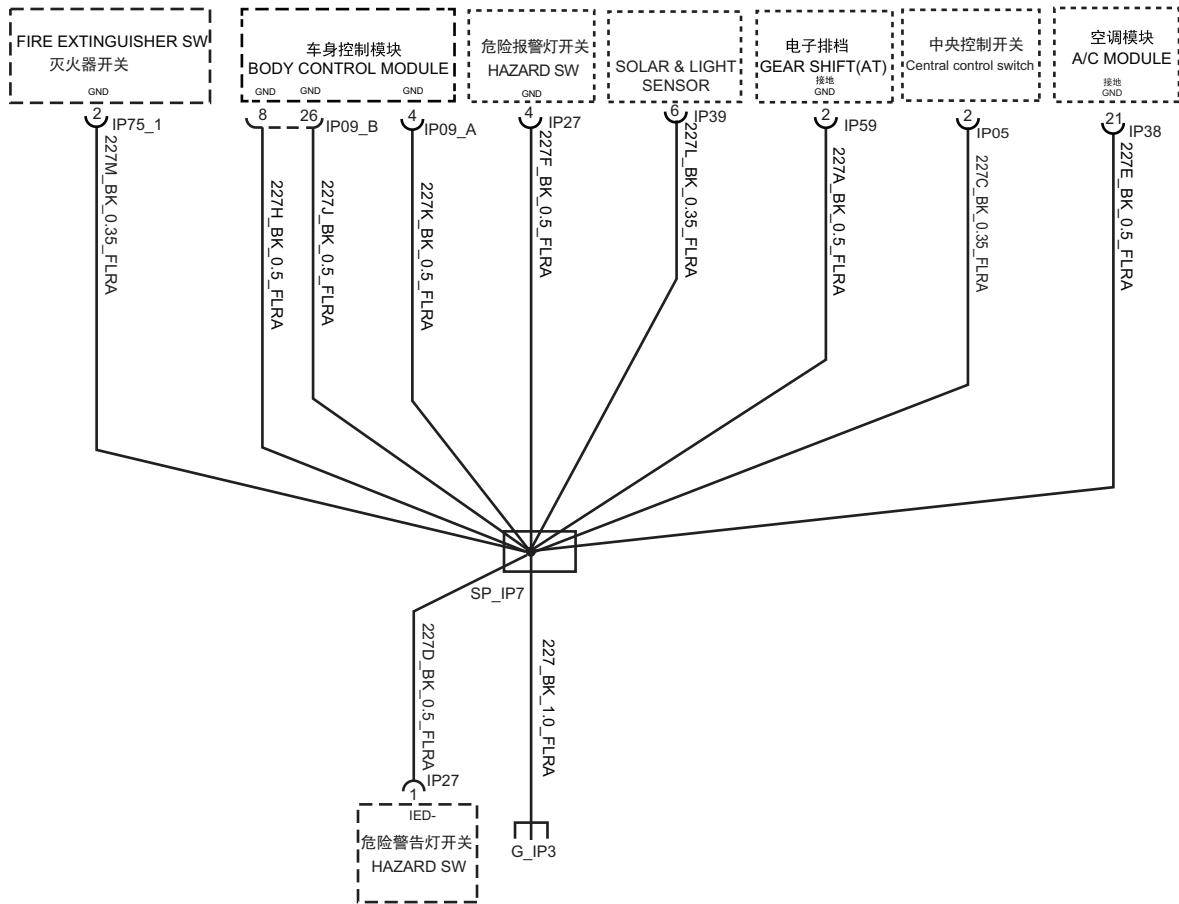 FIRE EXTINGUISHER SW
灭火器开关
GND
2
IP75_1
227M_BK_0.35_FLRA
车身控制模块
BODY CONTROL MODULE
GND
GND
GND
8
26
IP09_B
4
IP09_A
227H_BK_0.5_FLRA
227J_BK_0.5_FLRA
227K_BK_0.5_FLRA
危险报警灯开关
HAZARD SW
GND
4
IP27
227F_BK_0.5_FLRA
SOLAR & LIGHT
SENSOR
6
IP39
227L_BK_0.35_FLRA
电子排档
GEAR SHIFT(AT)
接地
GND
2
IP59
227A_BK_0.5_FLRA
中央控制开关
Central control switch
2
IP05
227C_BK_0.35_FLRA
空调模块
A/C MODULE
接地
GND
21
IP38
227E_BK_0.5_FLRA
SP_IP7
227D_BK_0.5_FLRA
227_BK_1.0_FLRA
IP27
1
IED-
危险警告灯开关
HAZARD SW
G_IP3